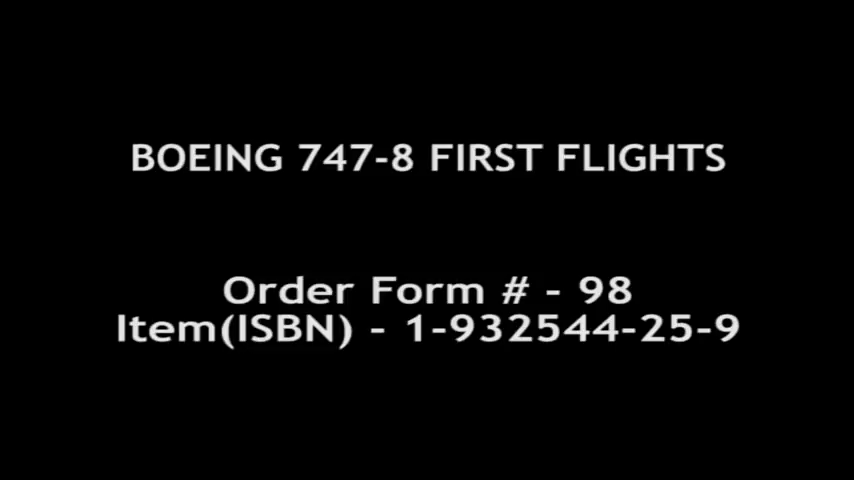 BOEING 747-8 FIRST FLIGHTS
Order Form # - 98
Item(ISBN) - 1-932544-25-9